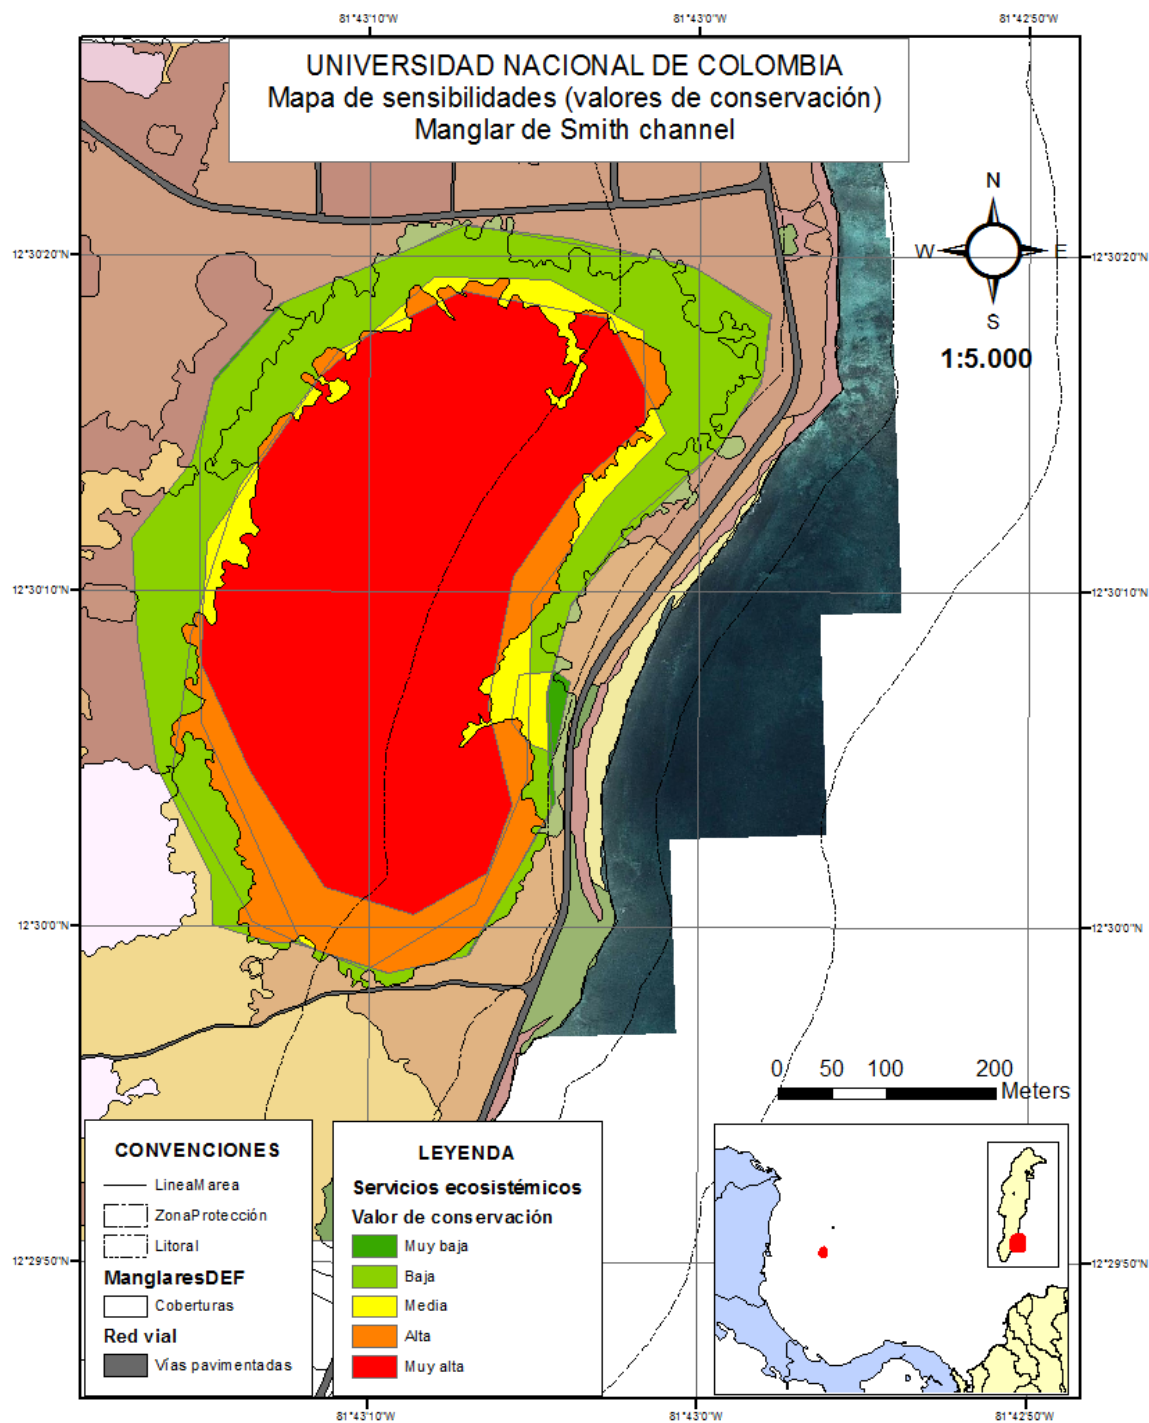 81°43'10"W
81°43'0"W
81°42'50"W
UNIVERSIDAD NACIONAL DE COLOMBIA
Mapa de sensibilidades (valores de conservación)
Manglar de Smith channel
N
W
E
S
1:5.000
12°30'20"N
12°30'20"N
12°30'10"N
12°30'10"N
12°30'0"N
12°30'0"N
0 50 100 200
Meters
CONVENCIONES
LineaMarea
ZonaProtección
Litoral
ManglaresDEF
Coberturas
Red vial
Vías pavimentadas
LEYENDA
Servicios ecosistémicos
Valor de conservación
Muy baja
Baja
Media
Alta
Muy alta
12°29'50"N
12°29'50"N
81°43'10"W
81°43'0"W
81°42'50"W